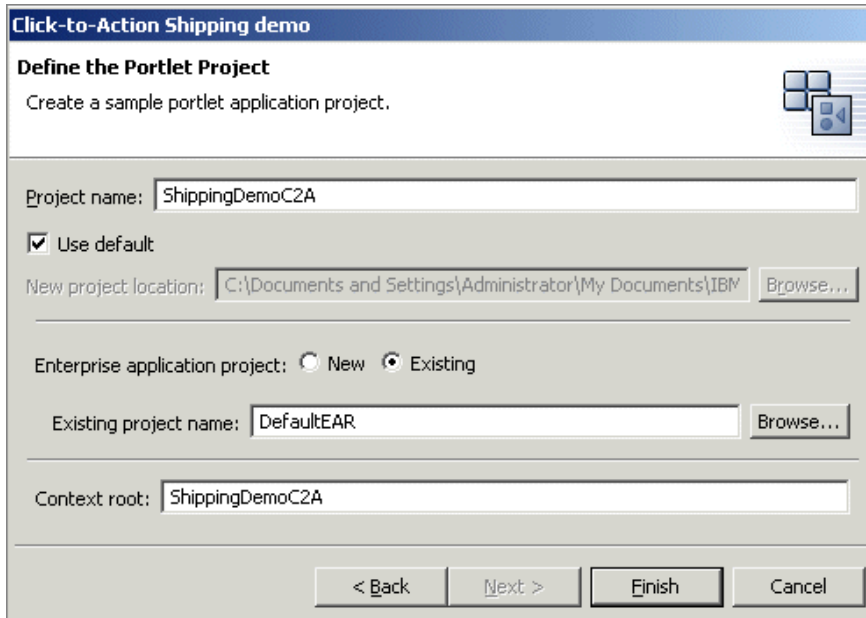 Click-to-Action Shipping demo
Define the Portlet Project
Create a sample portlet application project.
Project name: ShippingDemoC2A
Use default
New project location: C:\Documents and Settings\Administrator\My Documents\IBM Browse...
Enterprise application project: New Existing
Existing project name: DefaultEAR Browse...
Context root: ShippingDemoC2A
< Back Next > Finish Cancel